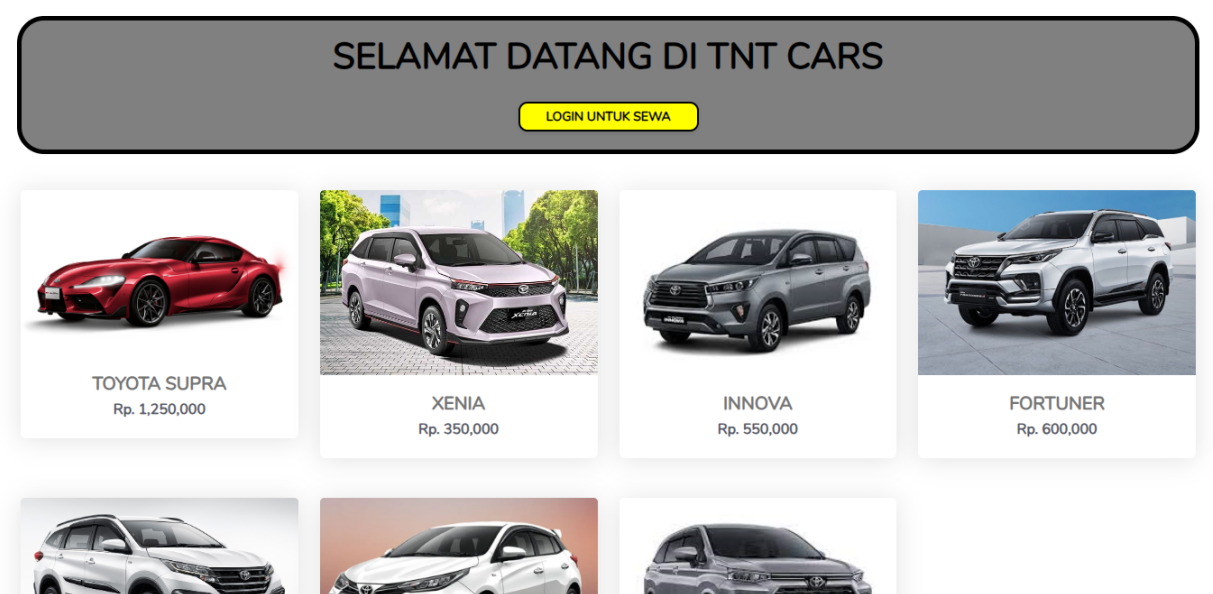 SELAMAT DATANG DI TNT CARS
LOGIN UNTUK SEWA
XENIA
TOYOTA SUPRA
Rp. 1,250,000
XENIA
Rp. 350,000
INNOVA
Rp. 550,000
FORTUNER
Rp. 600,000